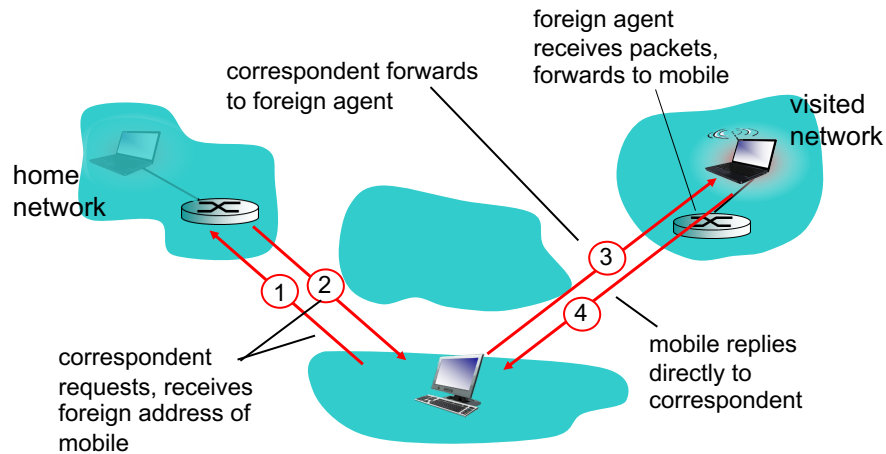 foreign agent
receives packets,
forwards to mobile
correspondent forwards
to foreign agent
visited
network
home
network
3
1
2
4
correspondent
requests, receives
foreign address of
mobile
mobile replies
directly to
correspondent